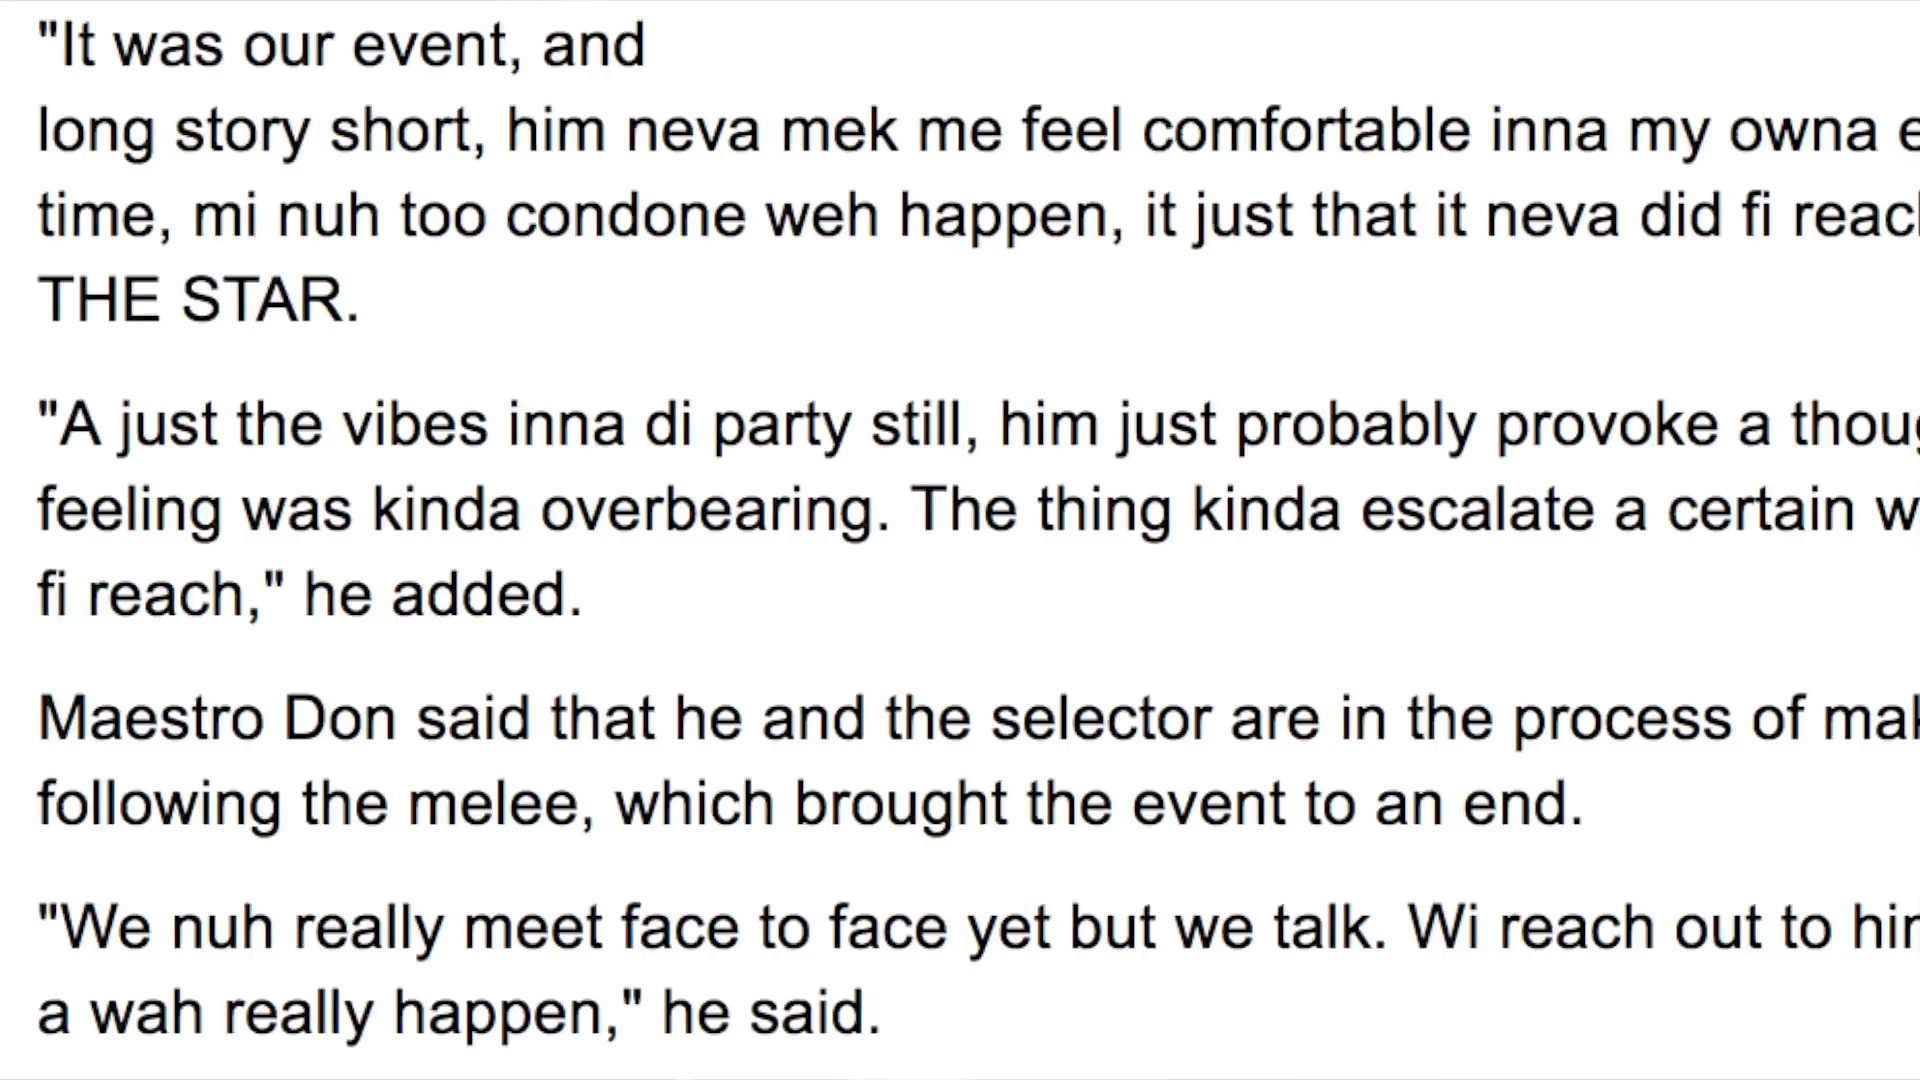 "It was our event, and
long story short, him neva mek me feel comfortable inna my owna
time, mi nuh too condone weh happen, it just that it neva did fi
THE STAR.
"A just the vibes inna di party still, him just probably provoke a
feeling was kinda overbearing. The thing kinda escalate a certain
fi reach," he added.
Maestro Don said that he and the selector are in the process of
following the melee, which brought the event to an end.
"We nuh really meet face to face yet but we talk. Wi reach out to
a wah really happen," he said.